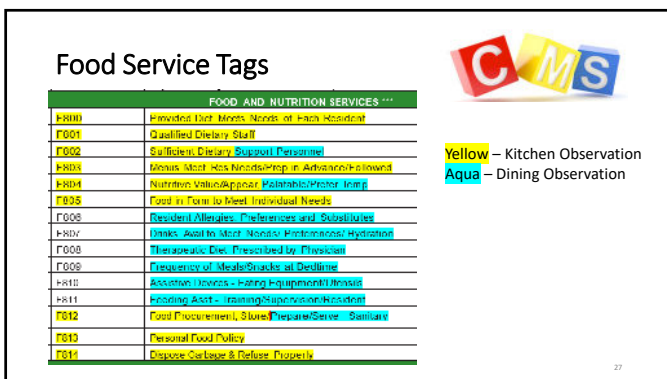 Food Service Tags
CMS
FOOD AND NUTRITION SERVICES ***
F800 Provided Diet Meets Needs of Each Resident
F801 Qualified Dietary Staff
F802 Sufficient Dietary Support Personnel
F803 Menus Meet Res Needs/Prep in Advance/Followed
F804 Nutritive Value/Appear, Palatable/Prefer Temp
F805 Food in Form to Meet Individual Needs
F806 Resident Allergies, Preferences and Substitutes
F807 Drinks Avail to Meet Needs/ Preferences/ Hydration
F808 Therapeutic Diet Prescribed by Physician
F809 Frequency of Meals/Snacks at Bedtime
F810 Assistive Devices - Eating Equipment/Utensils
F811 Feeding Asst - Training/Supervision/Resident
F812 Food Procurement, Store/Prepare/Serve - Sanitary
F813 Personal Food Policy
F814 Dispose Garbage & Refuse Properly
Yellow – Kitchen Observation
Aqua – Dining Observation
27